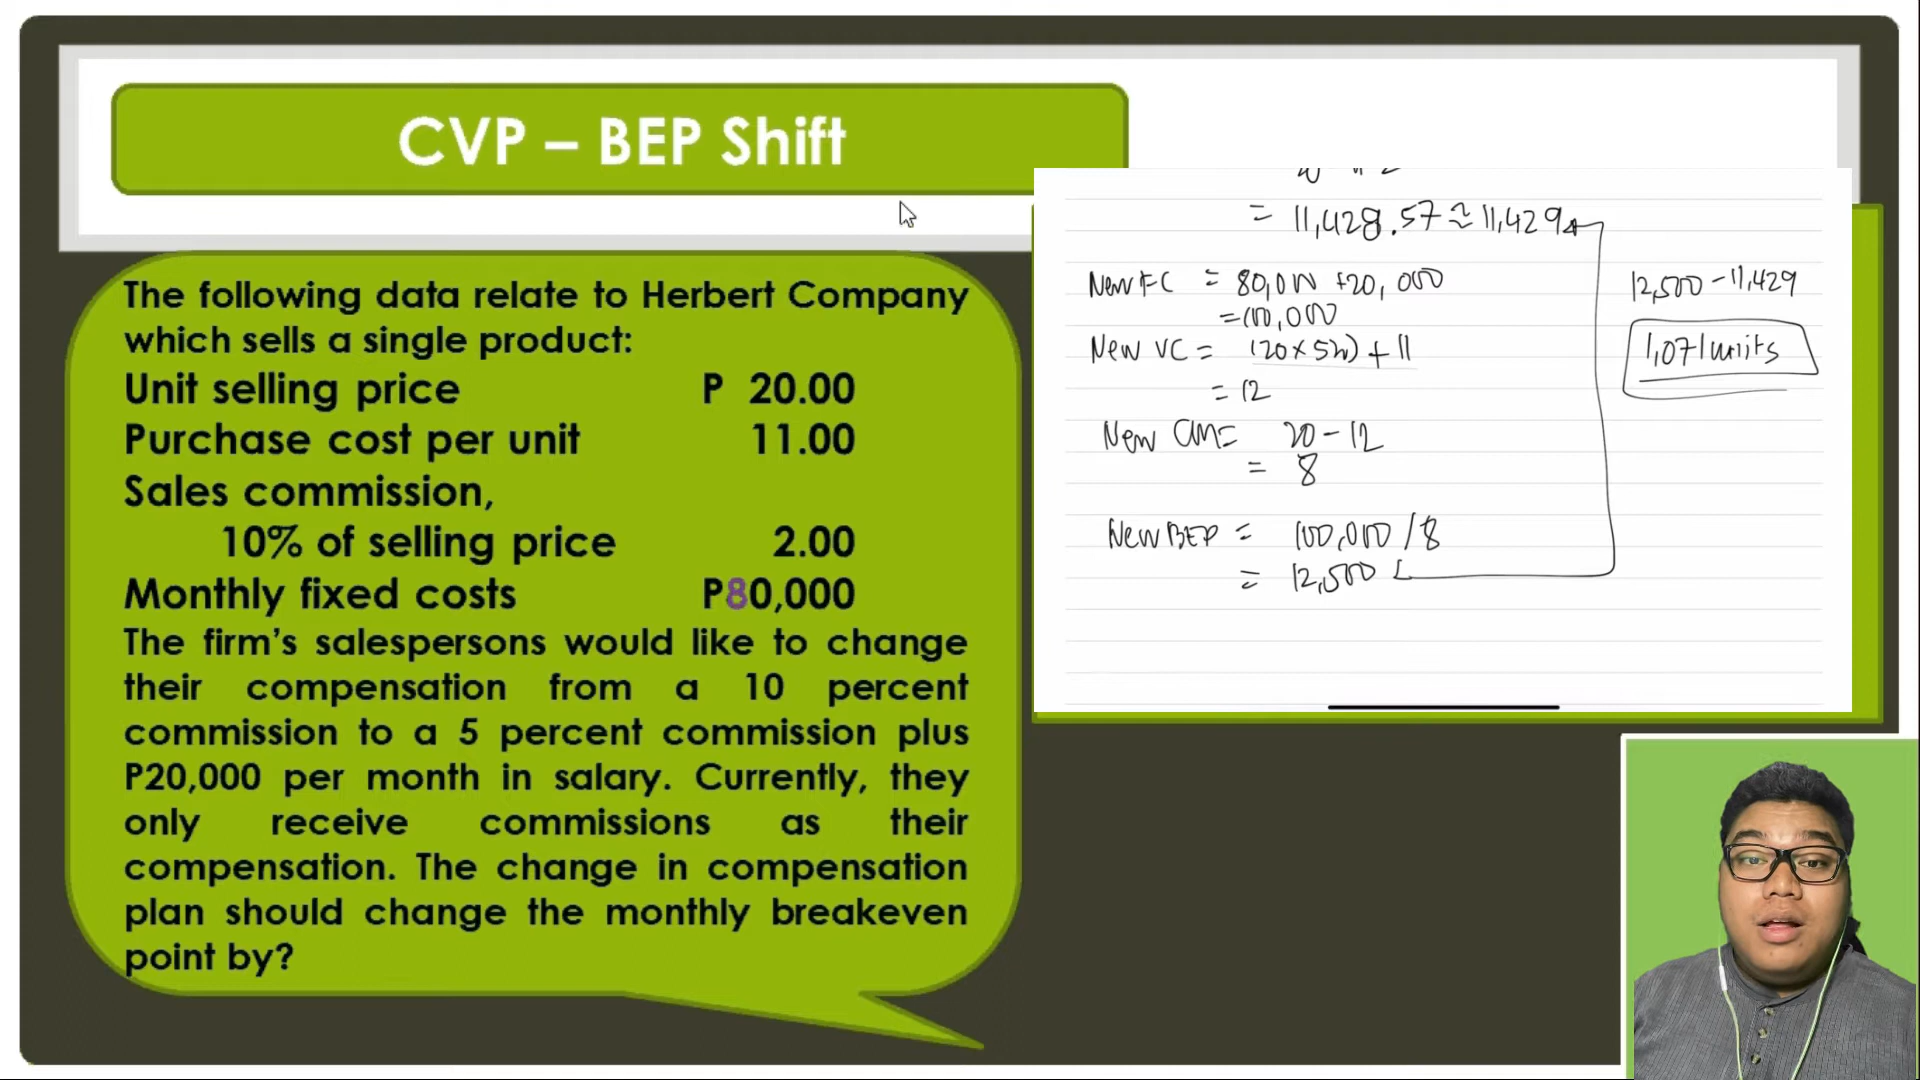 CVP – BEP Shift
The following data relate to Herbert Company
which sells a single product:
Unit selling price P 20.00
Purchase cost per unit 11.00
Sales commission,
10% of selling price 2.00
Monthly fixed costs P80,000
The firm's salespersons would like to change
their compensation from a 10 percent
commission to a 5 percent commission plus
P20,000 per month in salary. Currently, they
only receive commissions as their
compensation. The change in compensation
plan should change the monthly breakeven
point by?
= 11,428.57 ≈ 11,429
New FC = 80,000 +20,000
=100,000
New VC = (20x5%) + 11
= 12
New CM= 20-12
= 8
New BEP = 100,000 /8
= 12,500
12,500 -11,429
1,071 units